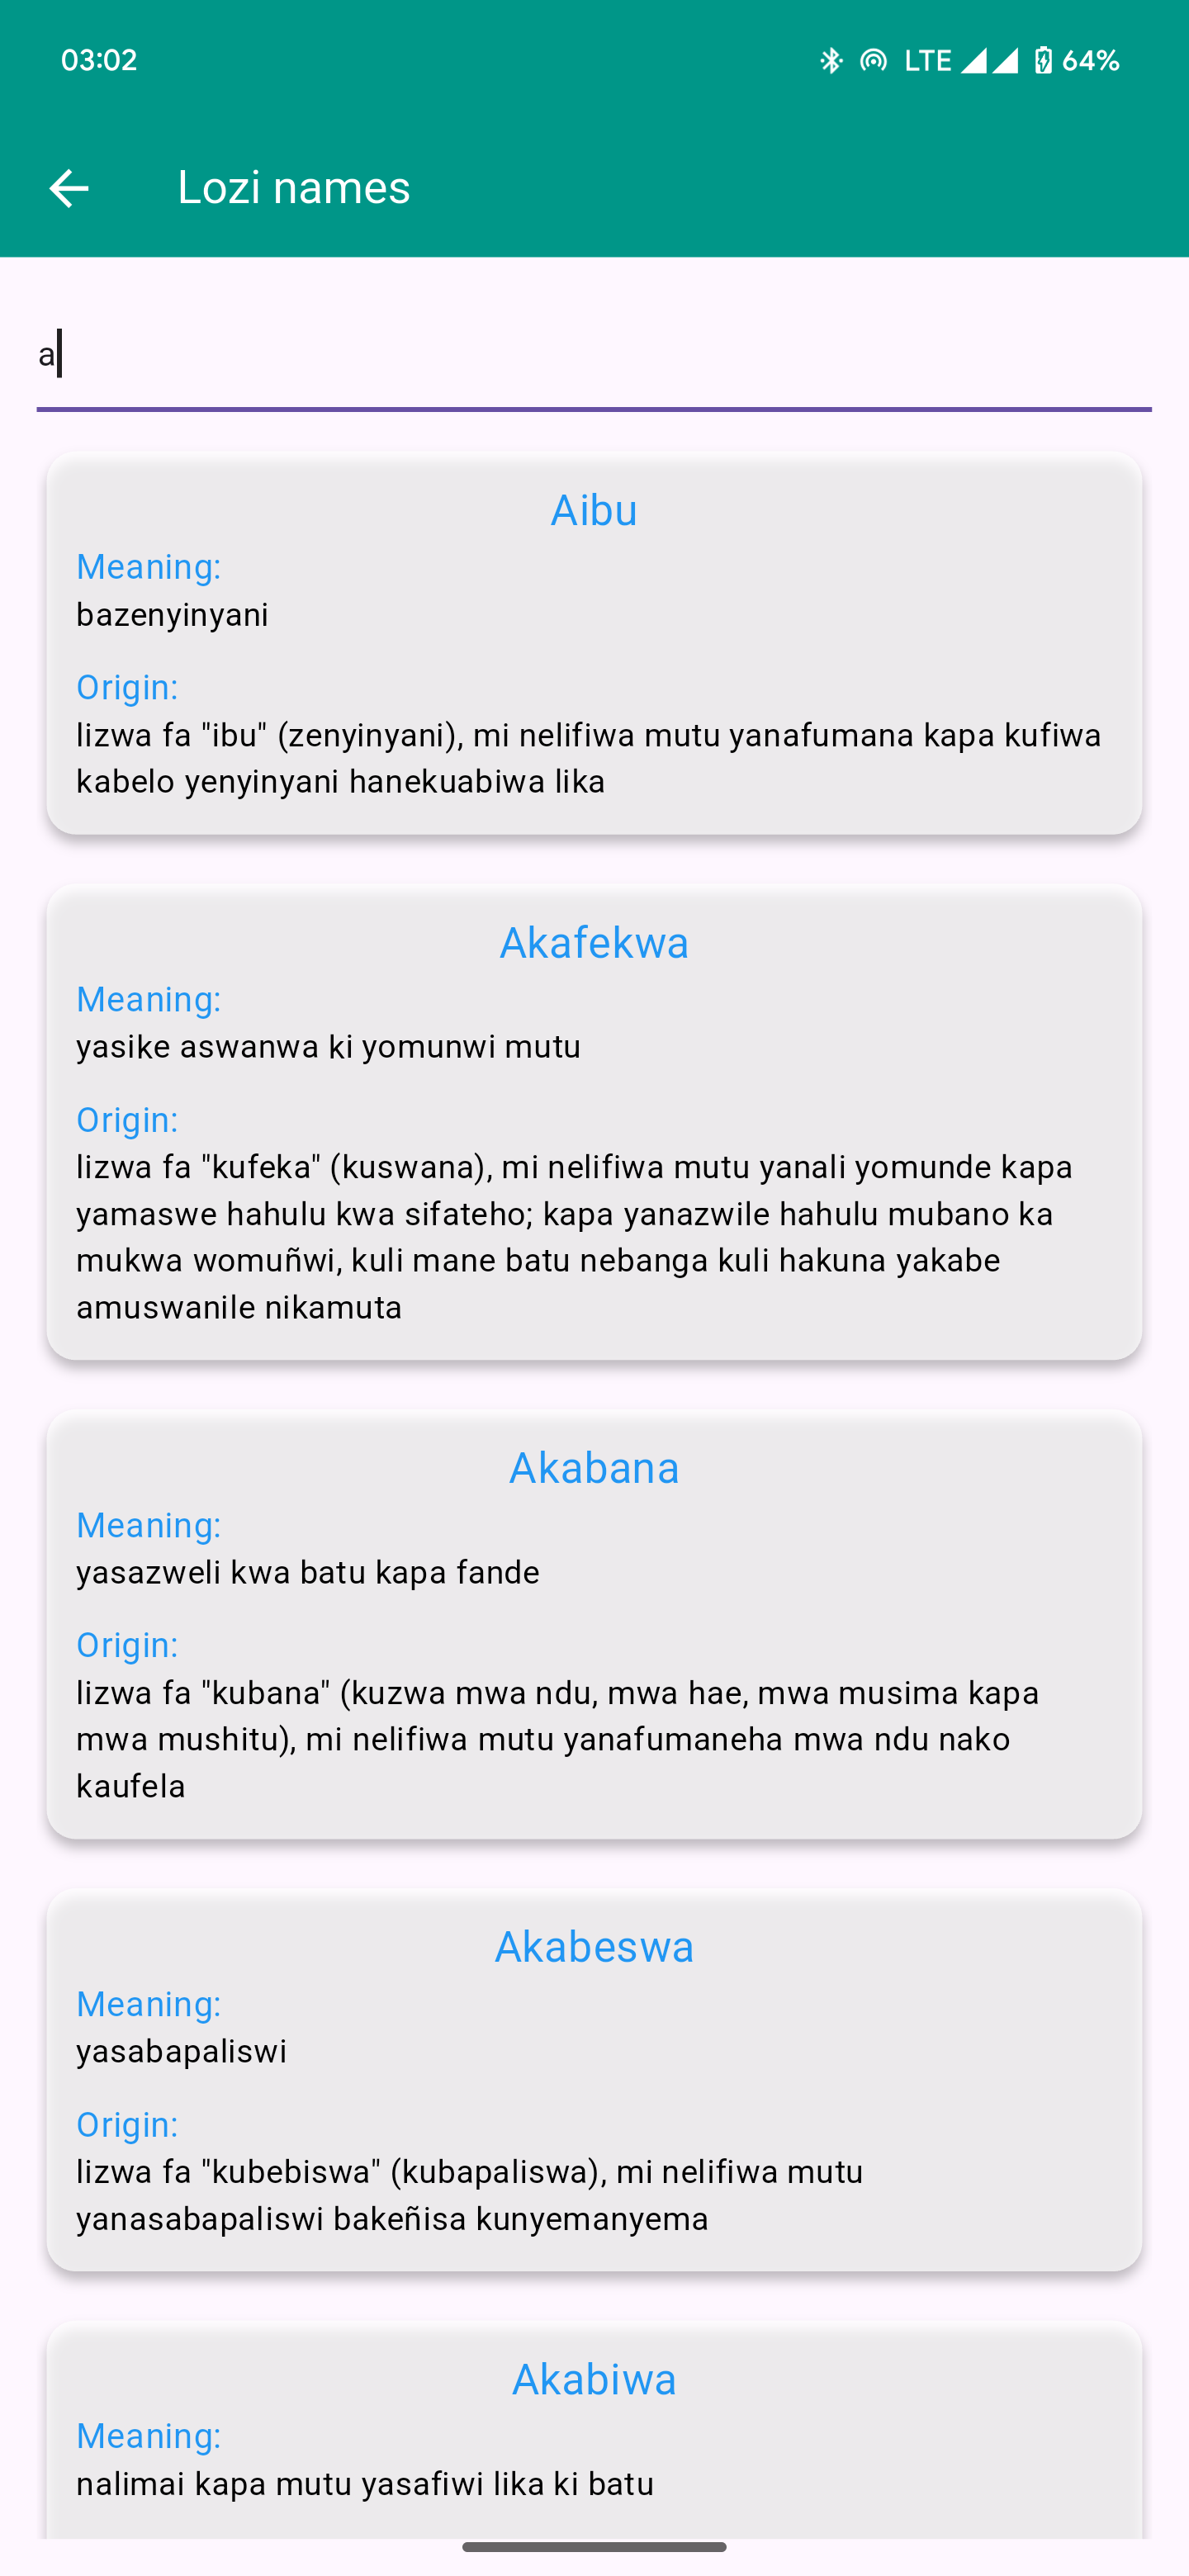 03:02
LTE 64%
Lozi names
a
Aibu
Meaning:
bazenyinyani
Origin:
lizwa fa "ibu" (zenyinyani), mi nelifiwa mutu yanafumana kapa kufiwa
kabelo yenyinyani hanekuabiwa lika
Akafekwa
Meaning:
yasike aswanwa ki yomunwi mutu
Origin:
lizwa fa "kufeka" (kuswana), mi nelifiwa mutu yanali yomunde kapa
yamaswe hahulu kwa sifateho; kapa yanazwile hahulu mubano ka
mukwa womuñwi, kuli mane batu nebanga kuli hakuna yakabe
amuswanile nikamuta
Akabana
Meaning:
yasazweli kwa batu kapa fande
Origin:
lizwa fa "kubana" (kuzwa mwa ndu, mwa hae, mwa musima kapa
mwa mushitu), mi nelifiwa mutu yanafumaneha mwa ndu nako
kaufela
Akabeswa
Meaning:
yasabapaliswi
Origin:
lizwa fa "kubebiswa" (kubapaliswa), mi nelifiwa mutu
yanasabapaliswi bakeñisa kunyemanyema
Akabiwa
Meaning:
nalimai kapa mutu yasafiwi lika ki batu